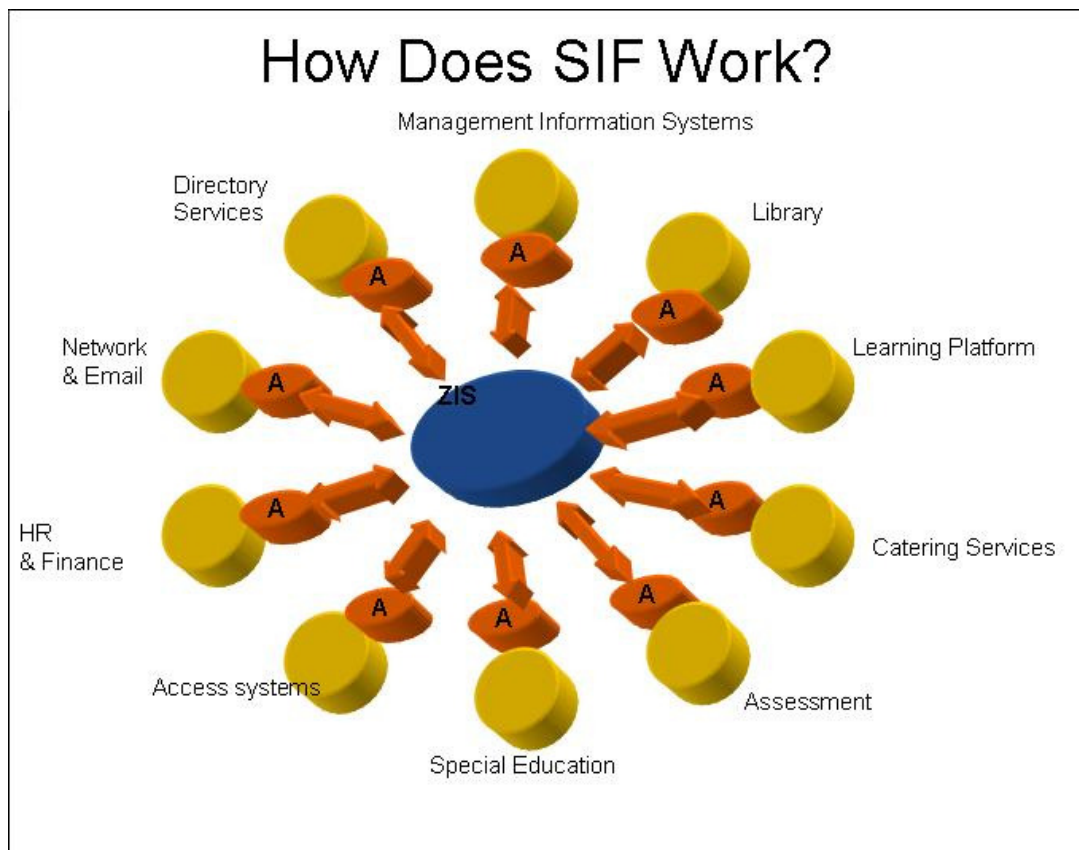 How Does SIF Work?
Management Information Systems
Directory
Services
Library
A
A
A
Network
& Email
A
ZIS
A
Learning Platform
HR
& Finance
A
A
Catering Services
Access systems
A
A
A
Assessment
Special Education